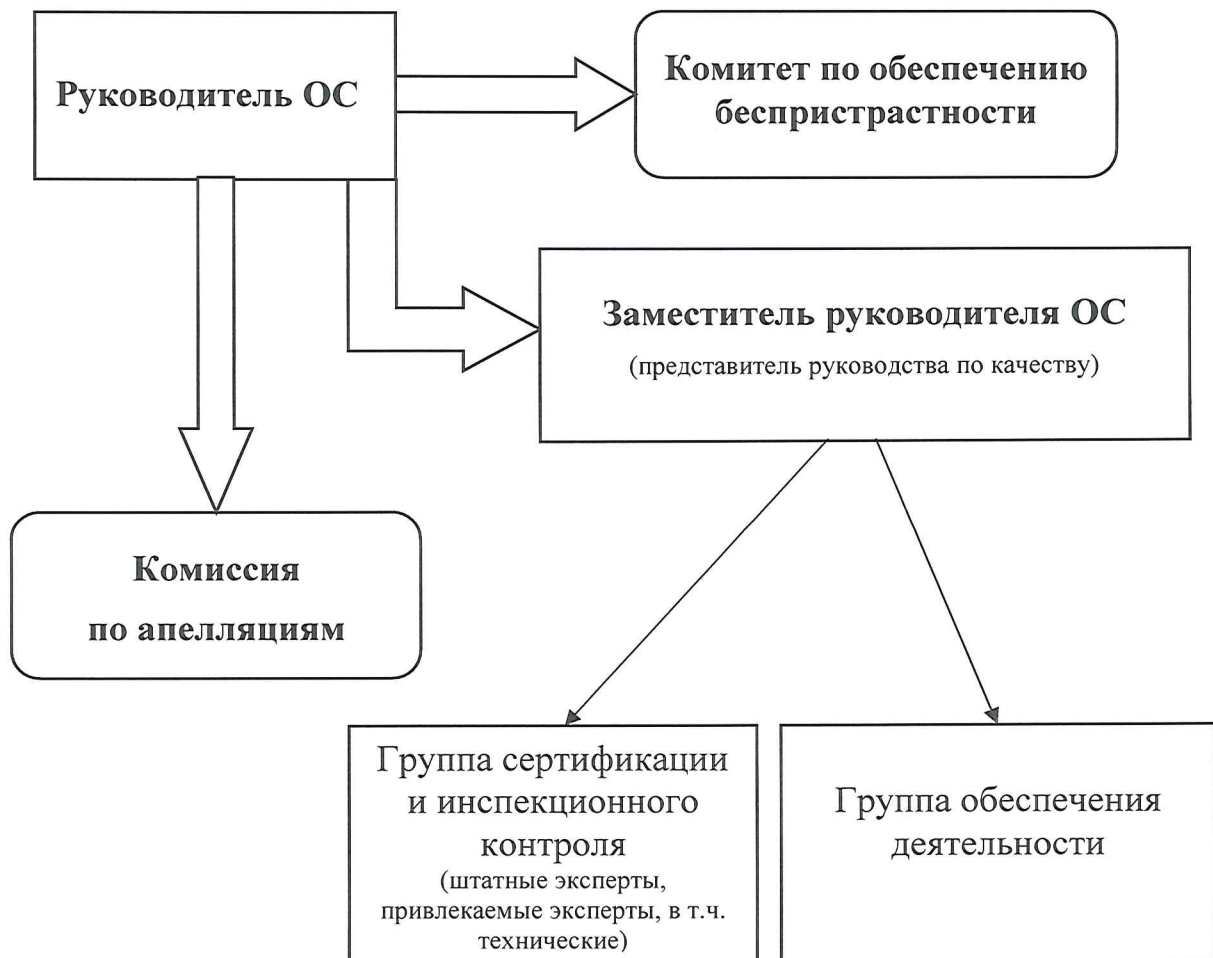 Руководитель ОС
Комитет по обеспечению
беспристрастности
Заместитель руководителя ОС
(представитель руководства по качеству)
Комиссия
по апелляциям
Группа сертификации
и инспекционного
контроля
(штатные эксперты,
привлекаемые эксперты, в т.ч.
технические)
Группа обеспечения
деятельности